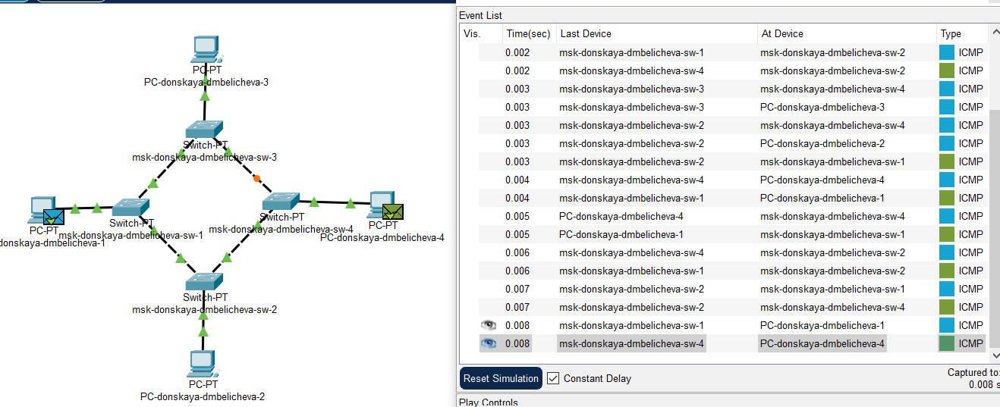 PC-PT
PC-donskaya-dmbelicheva-3
Switch-PT
msk-donskaya-dmbelicheva-sw-3
PC-PT
donskaya-dmbelicheva-1
Switch-PT
msk-donskaya-dmbelicheva-sw-1
Switch-PT
msk-donskaya-dmbelicheva-sw-4
PC-PT
PC-donskaya-dmbelicheva-4
Switch-PT
msk-donskaya-dmbelicheva-sw-2
PC-PT
PC-donskaya-dmbelicheva-2
Event List
Vis. Time(sec) Last Device At Device Type
0.002 msk-donskaya-dmbelicheva-sw-1 msk-donskaya-dmbelicheva-sw-2 ICMP
0.002 msk-donskaya-dmbelicheva-sw-4 msk-donskaya-dmbelicheva-sw-2 ICMP
0.003 msk-donskaya-dmbelicheva-sw-3 msk-donskaya-dmbelicheva-sw-4 ICMP
0.003 msk-donskaya-dmbelicheva-sw-3 PC-donskaya-dmbelicheva-3 ICMP
0.003 msk-donskaya-dmbelicheva-sw-2 msk-donskaya-dmbelicheva-sw-4 ICMP
0.003 msk-donskaya-dmbelicheva-sw-2 PC-donskaya-dmbelicheva-2 ICMP
0.003 msk-donskaya-dmbelicheva-sw-2 msk-donskaya-dmbelicheva-sw-1 ICMP
0.004 msk-donskaya-dmbelicheva-sw-4 PC-donskaya-dmbelicheva-4 ICMP
0.004 msk-donskaya-dmbelicheva-sw-1 PC-donskaya-dmbelicheva-1 ICMP
0.005 PC-donskaya-dmbelicheva-4 msk-donskaya-dmbelicheva-sw-4 ICMP
0.005 PC-donskaya-dmbelicheva-1 msk-donskaya-dmbelicheva-sw-1 ICMP
0.006 msk-donskaya-dmbelicheva-sw-4 msk-donskaya-dmbelicheva-sw-2 ICMP
0.006 msk-donskaya-dmbelicheva-sw-1 msk-donskaya-dmbelicheva-sw-2 ICMP
0.007 msk-donskaya-dmbelicheva-sw-2 msk-donskaya-dmbelicheva-sw-1 ICMP
0.007 msk-donskaya-dmbelicheva-sw-2 msk-donskaya-dmbelicheva-sw-4 ICMP
0.008 msk-donskaya-dmbelicheva-sw-1 PC-donskaya-dmbelicheva-1 ICMP
0.008 msk-donskaya-dmbelicheva-sw-4 PC-donskaya-dmbelicheva-4 ICMP
Reset Simulation Constant Delay Captured to:
0.008 s
Play Controls